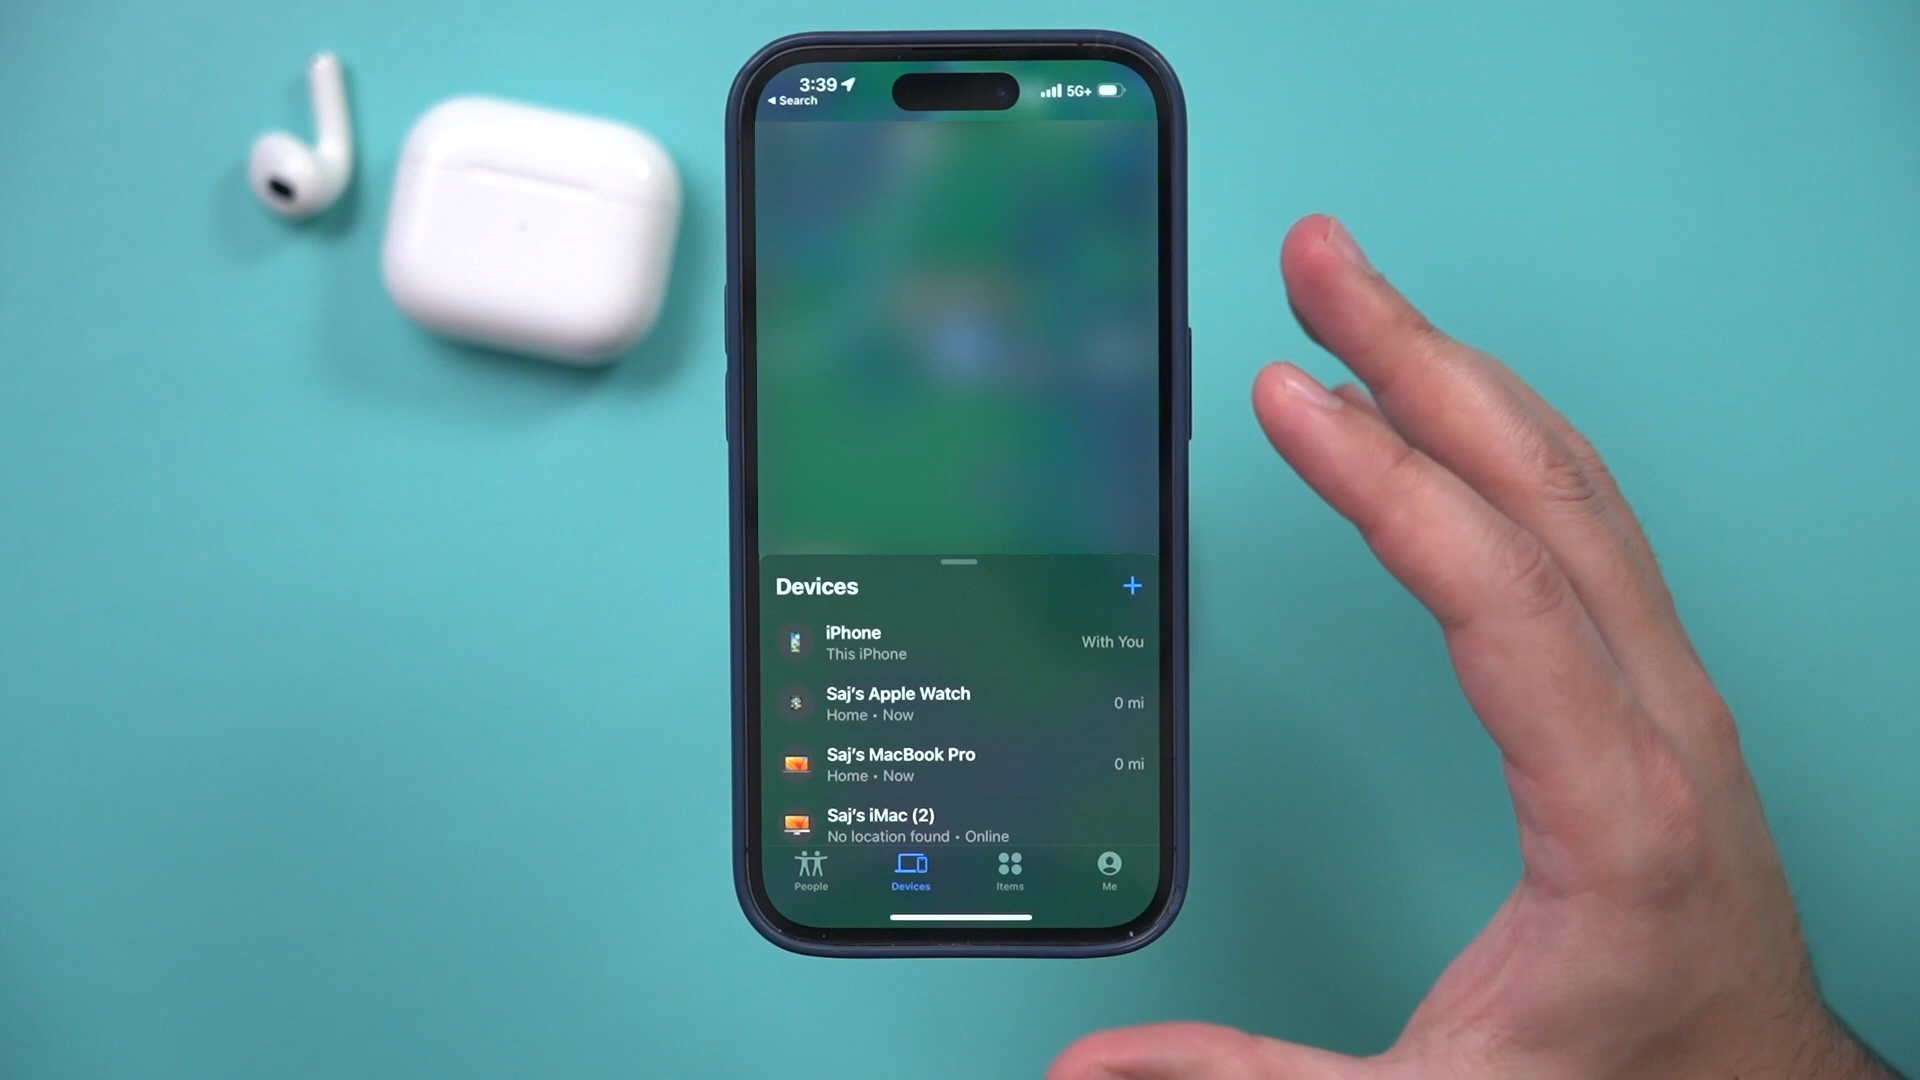 3:39
◀ Search
5G+
Devices
+
iPhone
This iPhone
With You
Saj's Apple Watch
Home • Now
0 mi
Saj's MacBook Pro
Home • Now
0 mi
Saj's iMac (2)
No location found • Online
People
Devices
Items
Me